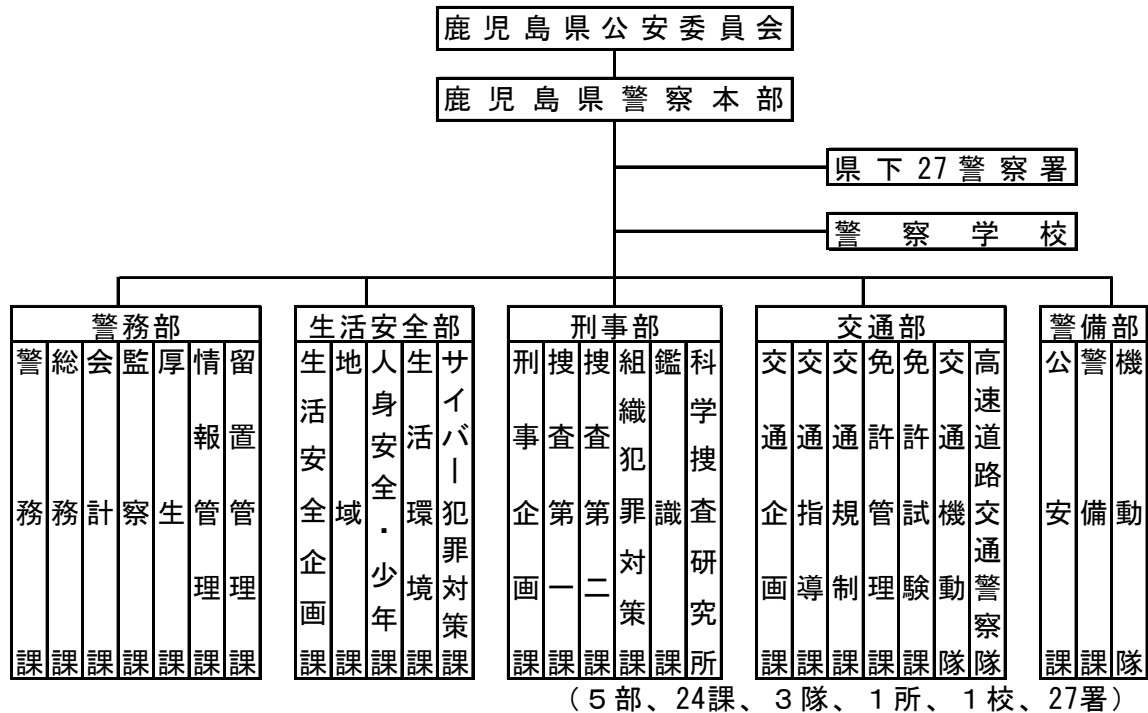 鹿児島県公安委員会
鹿児島県警察本部
県下27警察署
警察学校
警務部
警務課
総務課
会計課
監察課
厚生課
情報管理課
留置管理課
生活安全部
生活安全企画課
地域課
人身安全・少年課
生活環境課
サイバー犯罪対策課
刑事部
刑事企画課
捜査第一課
捜査第二課
組織犯罪対策課
鑑識課
科学捜査研究所
交通部
交通企画課
交通指導課
交通規制課
免許管理課
免許試験課
交通機動隊
高速道路交通警察隊
警備部
公安課
警備課
機動隊
(5部、24課、3隊、1所、1校、27署)